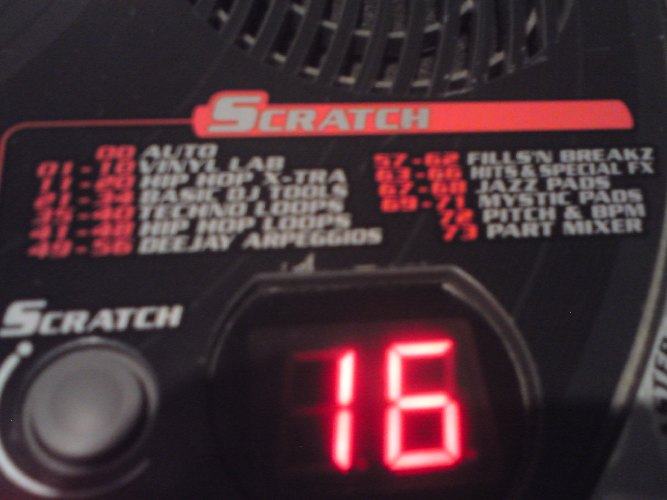 SCRATCH
00 AUTO
01-10 VINYL LAB
11-20 HIP HOP X-TRA
21-34 BASIC DJ TOOLS
35-40 TECHNO LOOPS
41-48 HIP HOP LOOPS
49-56 DEEJAY ARPEGGIOS
57-62 FILLS'N BREAKZ
63-66 HITS & SPECIAL FX
67-68 JAZZ PADS
69-71 MYSTIC PADS
72 PITCH & BPM
73 PART MIXER
SCRATCH
16